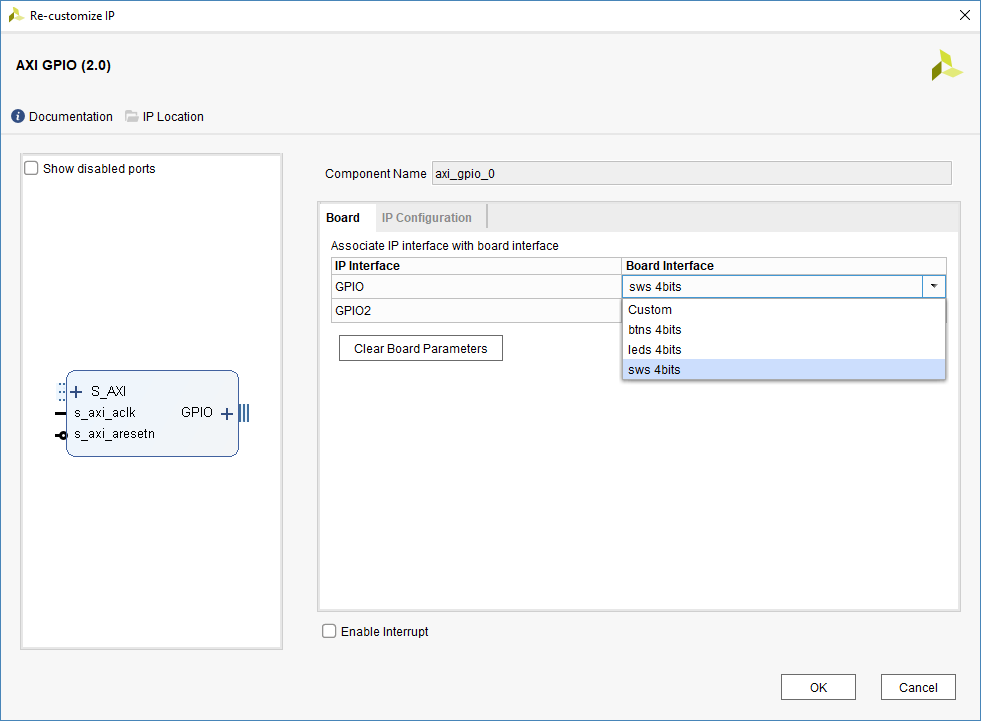 Re-customize IP
AXI GPIO (2.0)
Documentation IP Location
Show disabled ports
S_AXI
s_axi_aclk GPIO
s_axi_aresetn
Component Name axi_gpio_0
Board IP Configuration
Associate IP interface with board interface
IP Interface Board Interface
GPIO sws 4bits
GPIO2
Custom
btns 4bits
leds 4bits
sws 4bits
Clear Board Parameters
Enable Interrupt
OK Cancel